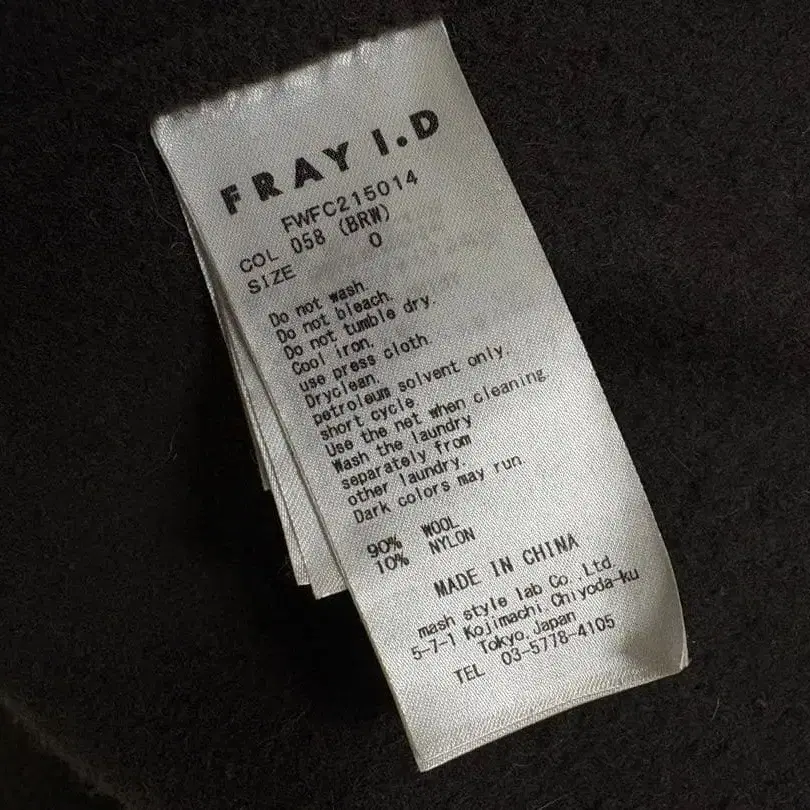 FRAY I.D
FWFC215014
COL 058 (BRW)
SIZE 0
Do not wash.
Do not bleach.
Do not tumble dry.
Cool iron.
use press cloth.
Dryclean.
petroleum solvent only.
short cycle.
Use the net when cleaning.
Wash the laundry
separately from
other laundry.
Dark colors may run.
90% WOOL
10% NYLON
MADE IN CHINA
mash style lab Co.,Ltd.
5-7-1 Kojimachi,Chiyoda-ku
Tokyo,Japan
TEL 03-5778-4105